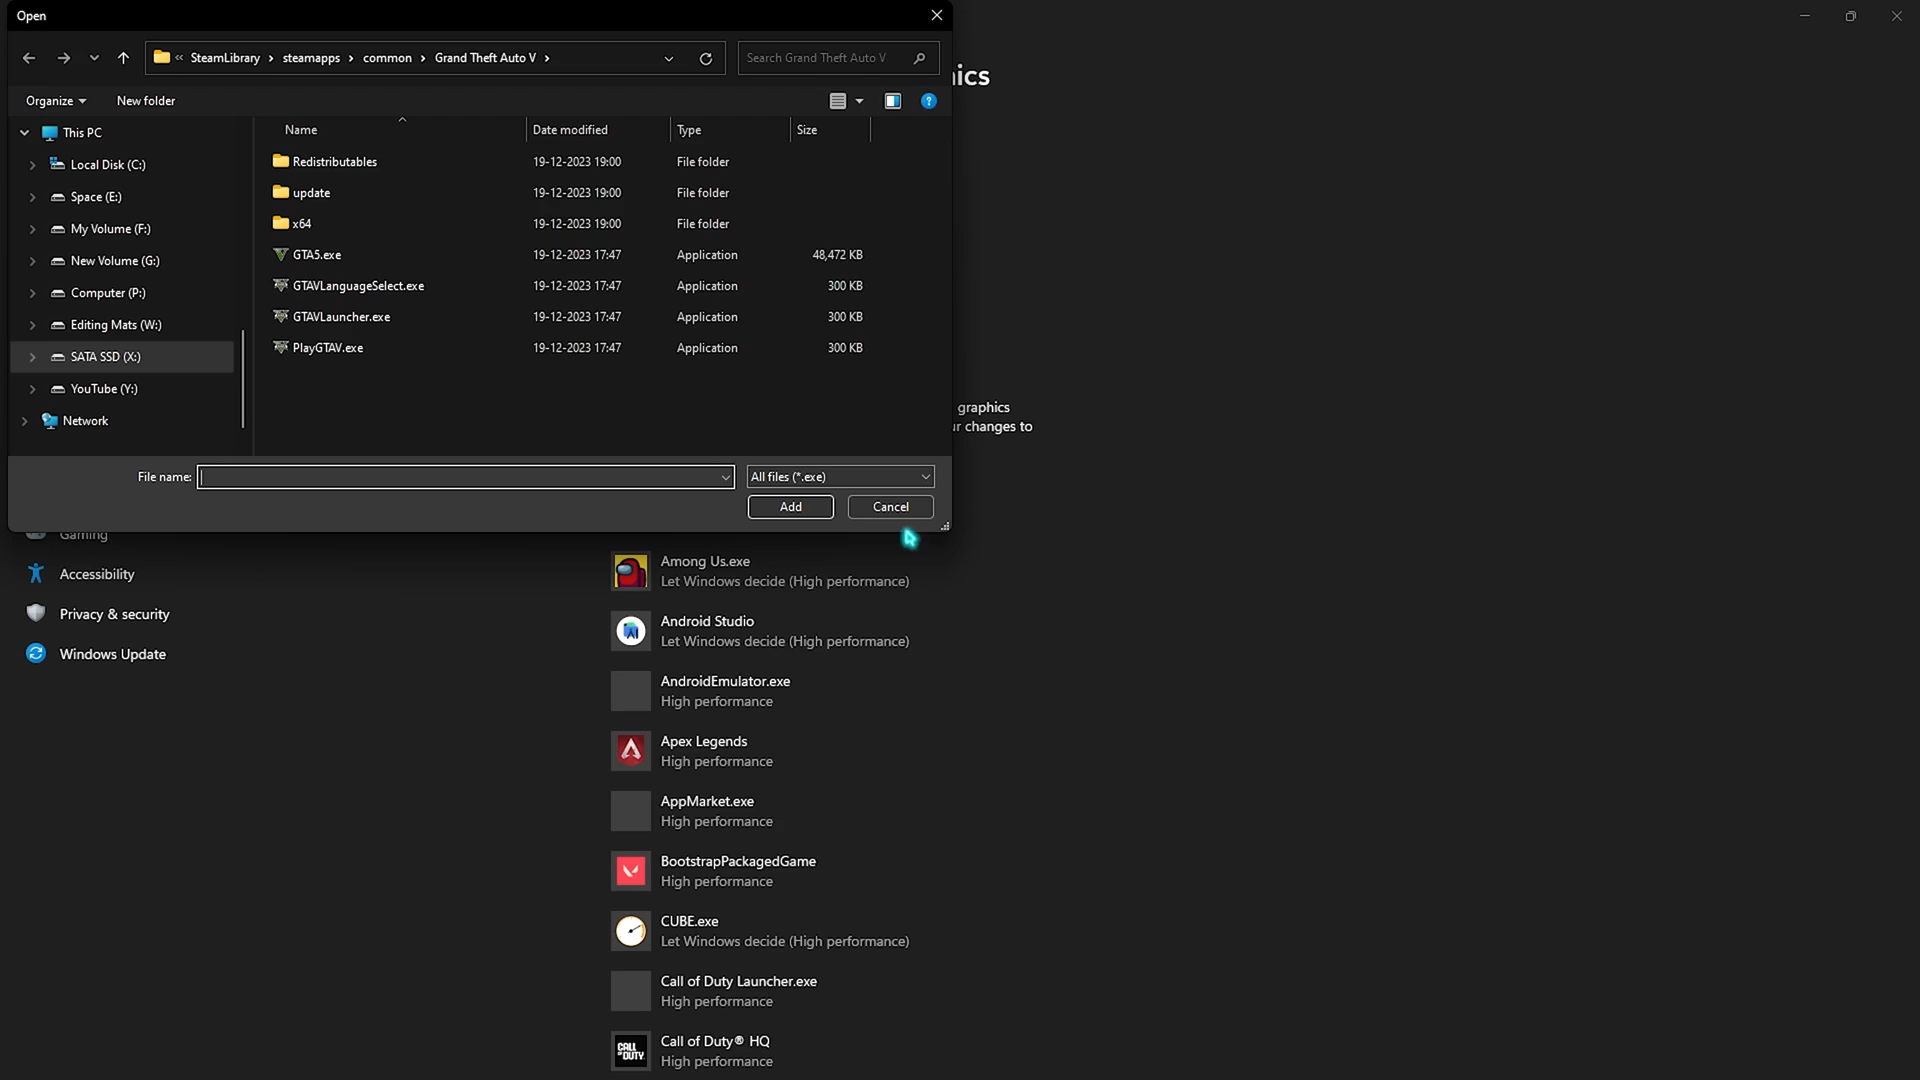 Open
« SteamLibrary › steamapps › common › Grand Theft Auto V ›
Search Grand Theft Auto V
ics
Organize
New folder
This PC
Local Disk (C:)
Space (E:)
My Volume (F:)
New Volume (G:)
Computer (P:)
Editing Mats (W:)
SATA SSD (X:)
YouTube (Y:)
Network
Name Date modified Type Size
Redistributables 19-12-2023 19:00 File folder
update 19-12-2023 19:00 File folder
x64 19-12-2023 19:00 File folder
GTA5.exe 19-12-2023 17:47 Application 48,472 KB
GTAVLanguageSelect.exe 19-12-2023 17:47 Application 300 KB
GTAVLauncher.exe 19-12-2023 17:47 Application 300 KB
PlayGTAV.exe 19-12-2023 17:47 Application 300 KB
graphics
ur changes to
File name:
All files (*.exe)
Add
Cancel
Gaming
Accessibility
Privacy & security
Windows Update
Among Us.exe
Let Windows decide (High performance)
Android Studio
Let Windows decide (High performance)
AndroidEmulator.exe
High performance
Apex Legends
High performance
AppMarket.exe
High performance
BootstrapPackagedGame
High performance
CUBE.exe
Let Windows decide (High performance)
Call of Duty Launcher.exe
High performance
CALL OF DUTY
Call of Duty® HQ
High performance